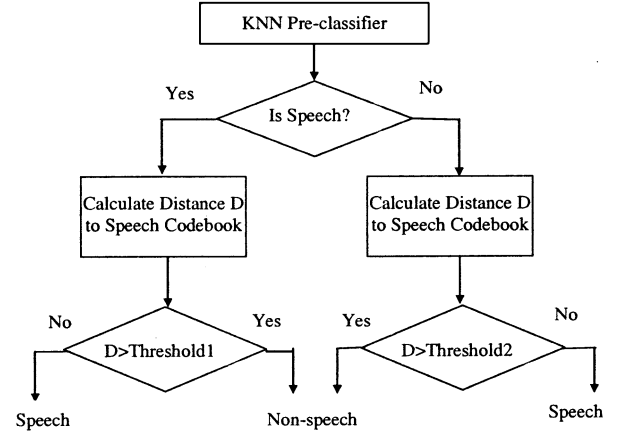 KNN Pre-classifier
Yes
No
Is Speech?
Calculate Distance D
to Speech Codebook
Calculate Distance D
to Speech Codebook
No
Yes
Yes
No
D>Threshold1
D>Threshold2
Speech
Non-speech
Speech